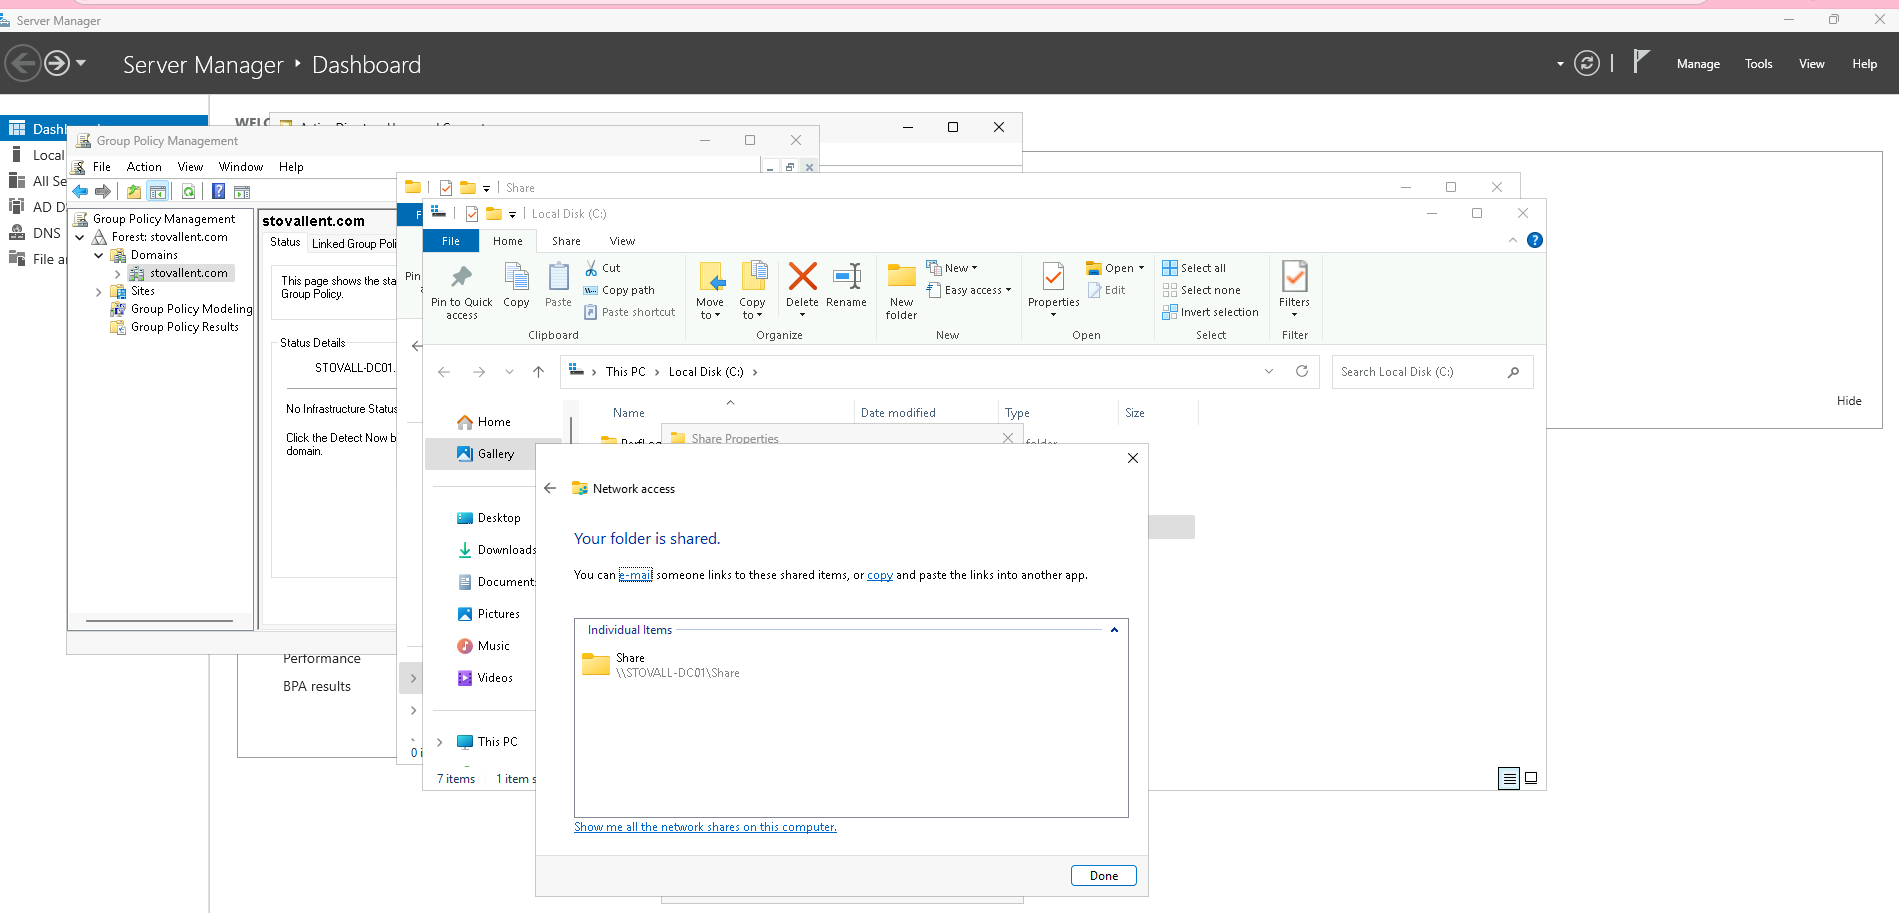 Server Manager
Server Manager ‣ Dashboard
Manage Tools View Help
Dash
Local
All Se
AD D
DNS
File a
WELC
Group Policy Management
File Action View Window Help
Group Policy Management
Forest: stovallent.com
Domains
stovallent.com
Sites
Group Policy Modeling
Group Policy Results
stovallent.com
Status Linked Group Poli
This page shows the sta
Group Policy.
Status Details
STOVALL-DC01.
No Infrastructure Status
Click the Detect Now b
domain.
Performance
BPA results
Share
F
Pin
0 i
Local Disk (C:)
File Home Share View
Pin to Quick access
Copy
Paste
Cut
Copy path
Paste shortcut
Clipboard
Move to
Copy to
Delete
Rename
Organize
New folder
New
Easy access
New
Properties
Open
Edit
Open
Select all
Select none
Invert selection
Select
Filters
Filter
This PC › Local Disk (C:) ›
Search Local Disk (C:)
Name Date modified Type Size
Home
Gallery
Desktop
Downloads
Document
Pictures
Music
Videos
This PC
7 items 1 item s
PerfLog
folder
Share Properties
Network access
Your folder is shared.
You can e-mail someone links to these shared items, or copy and paste the links into another app.
Individual Items
Share
\\STOVALL-DC01\Share
Show me all the network shares on this computer.
Done
Hide